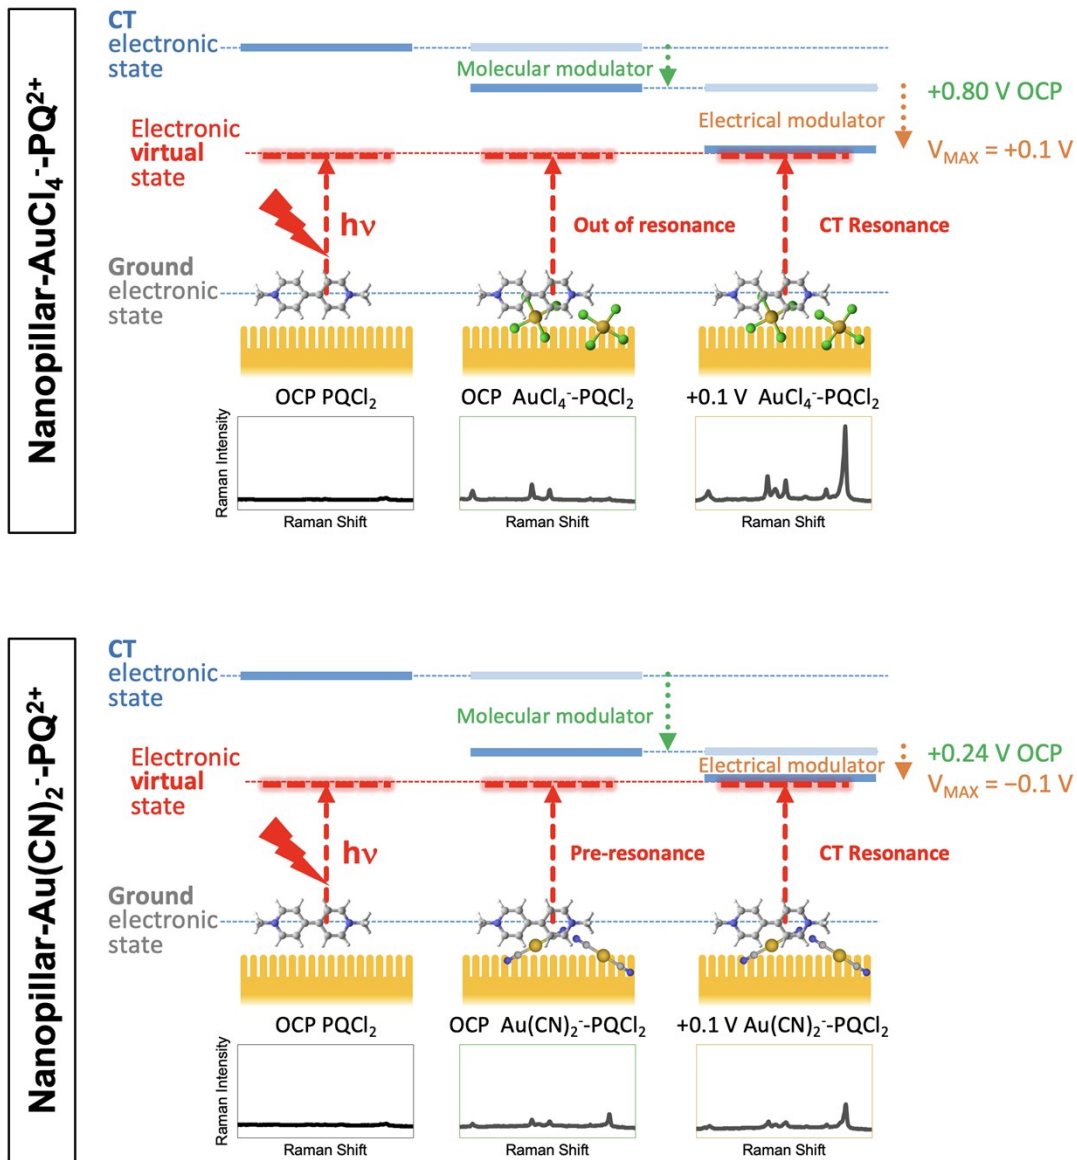 Nanopillar-AuCl₄⁻-PQ²⁺
CT
electronic
state
Molecular modulator
+0.80 V OCP
Electrical modulator
Electronic
virtual
state
V_MAX = +0.1 V
hν
Out of resonance
CT Resonance
Ground
electronic
state
OCP PQCl₂
OCP AuCl₄⁻-PQCl₂
+0.1 V AuCl₄⁻-PQCl₂
Raman Intensity
Raman Shift
Raman Shift
Raman Shift
Nanopillar-Au(CN)₂⁻-PQ²⁺
CT
electronic
state
Molecular modulator
+0.24 V OCP
Electrical modulator
Electronic
virtual
state
V_MAX = −0.1 V
hν
Pre-resonance
CT Resonance
Ground
electronic
state
OCP PQCl₂
OCP Au(CN)₂⁻-PQCl₂
+0.1 V Au(CN)₂⁻-PQCl₂
Raman Intensity
Raman Shift
Raman Shift
Raman Shift